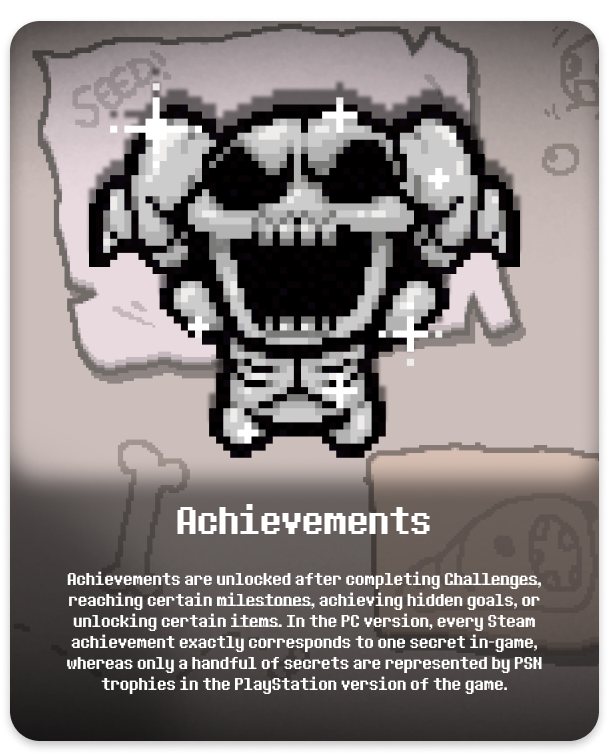 SEED!
Achievements
Achievements are unlocked after completing Challenges,
reaching certain milestones, achieving hidden goals, or
unlocking certain items. In the PC version, every Steam
achievement exactly corresponds to one secret in-game,
whereas only a handful of secrets are represented by PSN
trophies in the PlayStation version of the game.